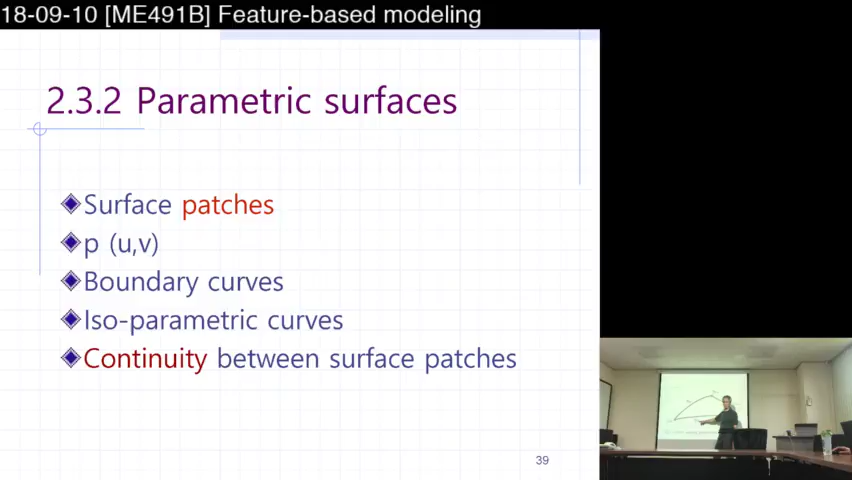 18-09-10 [ME491B] Feature-based modeling
2.3.2 Parametric surfaces
Surface patches
p (u,v)
Boundary curves
Iso-parametric curves
Continuity between surface patches
39